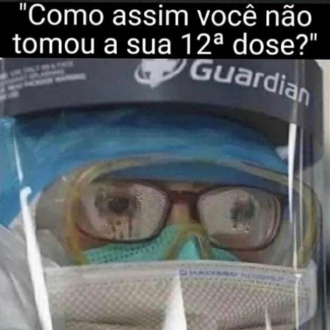 "Como assim você não
tomou a sua 12ª dose?"
Guardian